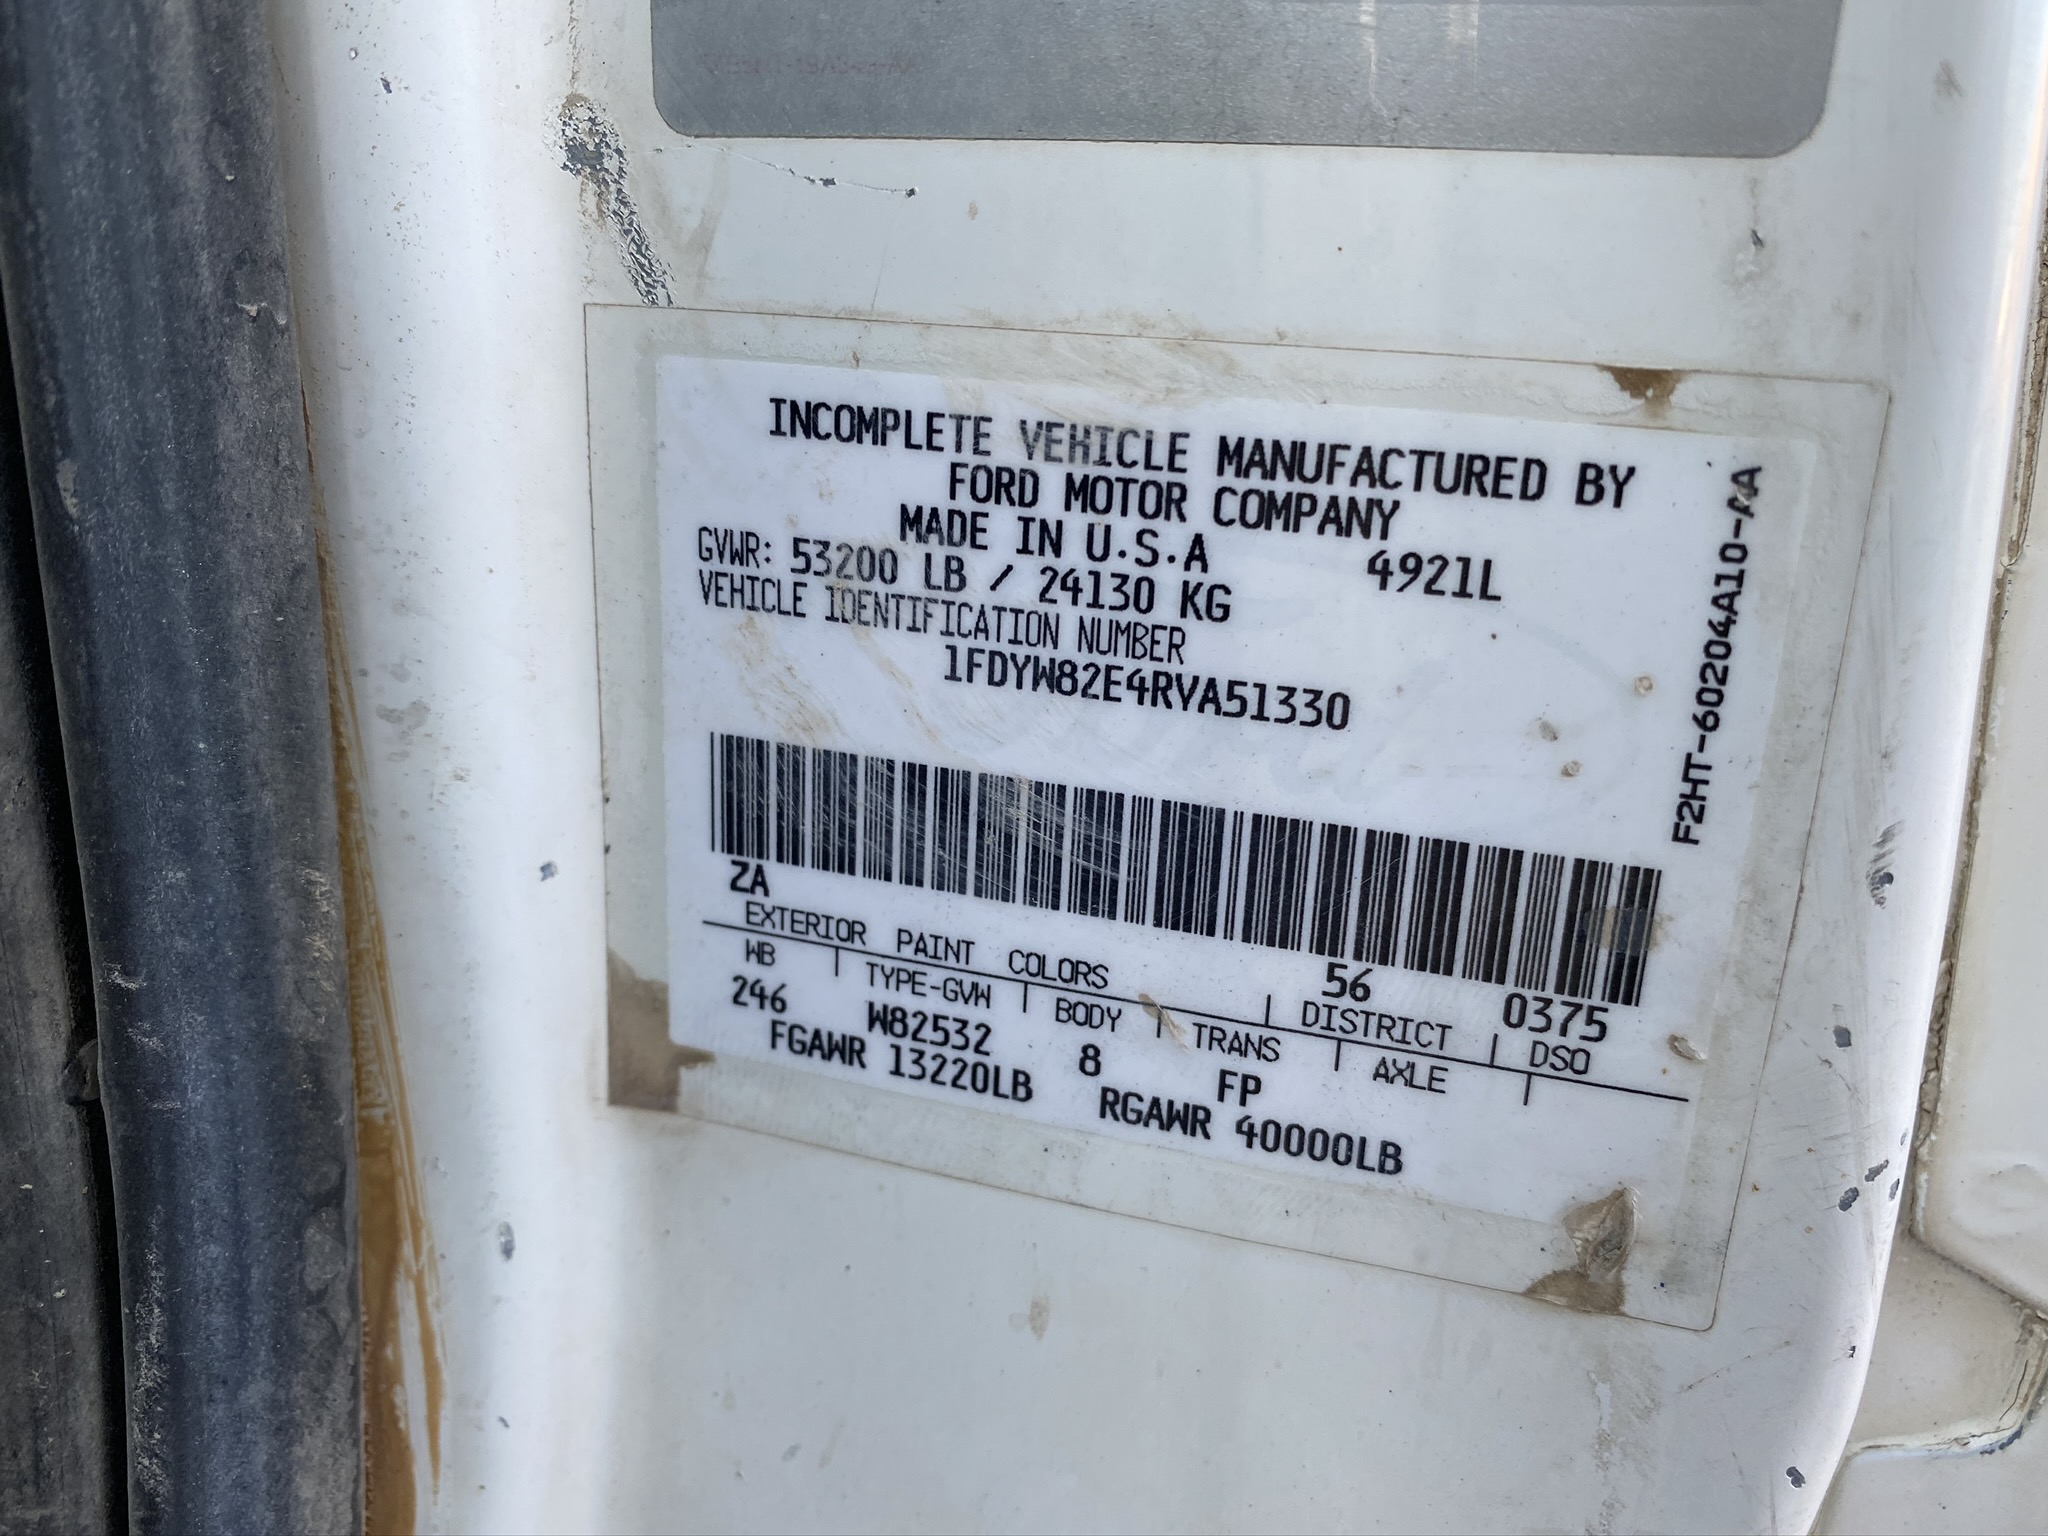 INCOMPLETE VEHICLE MANUFACTURED BY
FORD MOTOR COMPANY
MADE IN U.S.A 4921L
GVWR: 53200 LB / 24130 KG
VEHICLE IDENTIFICATION NUMBER
1FDYW82E4RVA51330
F2HT-60204A10-AA
ZA 56 0375
EXTERIOR PAINT COLORS DISTRICT DSO
WB TYPE-GVW BODY TRANS AXLE
246 W82532 8 FP
FGAWR 13220LB RGAWR 40000LB